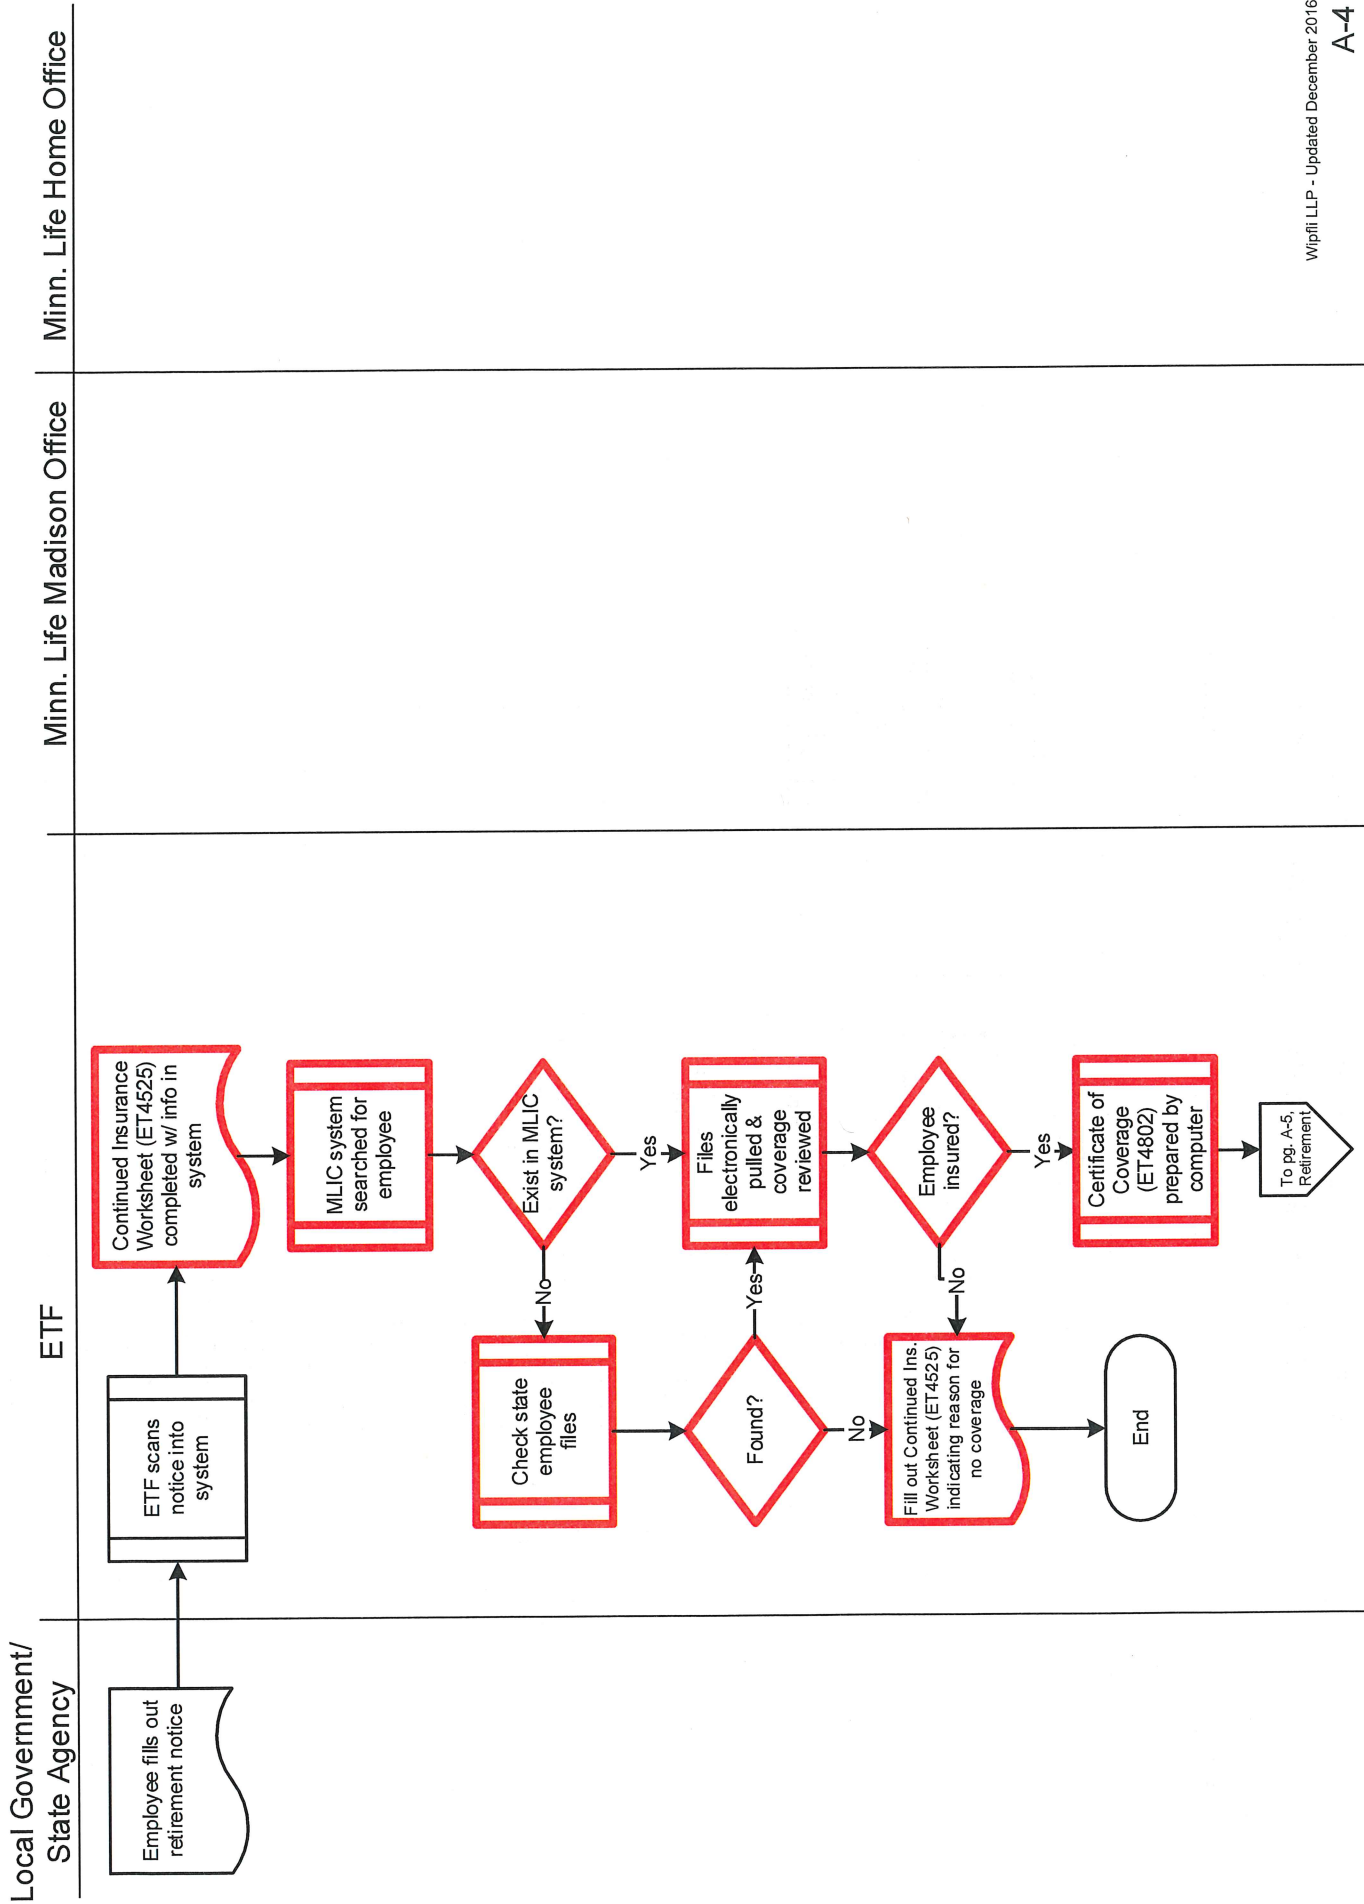 Local Government/
State Agency
ETF
Minn. Life Madison Office
Minn. Life Home Office
Employee fills out
retirement notice
ETF scans
notice into
system
Continued Insurance
Worksheet (ET4525)
completed w/ info in
system
MLIC system
searched for
employee
Exist in MLIC
system?
No
Yes
Check state
employee
files
Files
electronically
pulled &
coverage
reviewed
Found?
Yes
No
Employee
insured?
No
Yes
Fill out Continued Ins.
Worksheet (ET4525)
indicating reason for
no coverage
Certificate of
Coverage
(ET4802)
prepared by
computer
End
To pg. A-5,
Retirement
Wipfli LLP - Updated December 2016
A-4